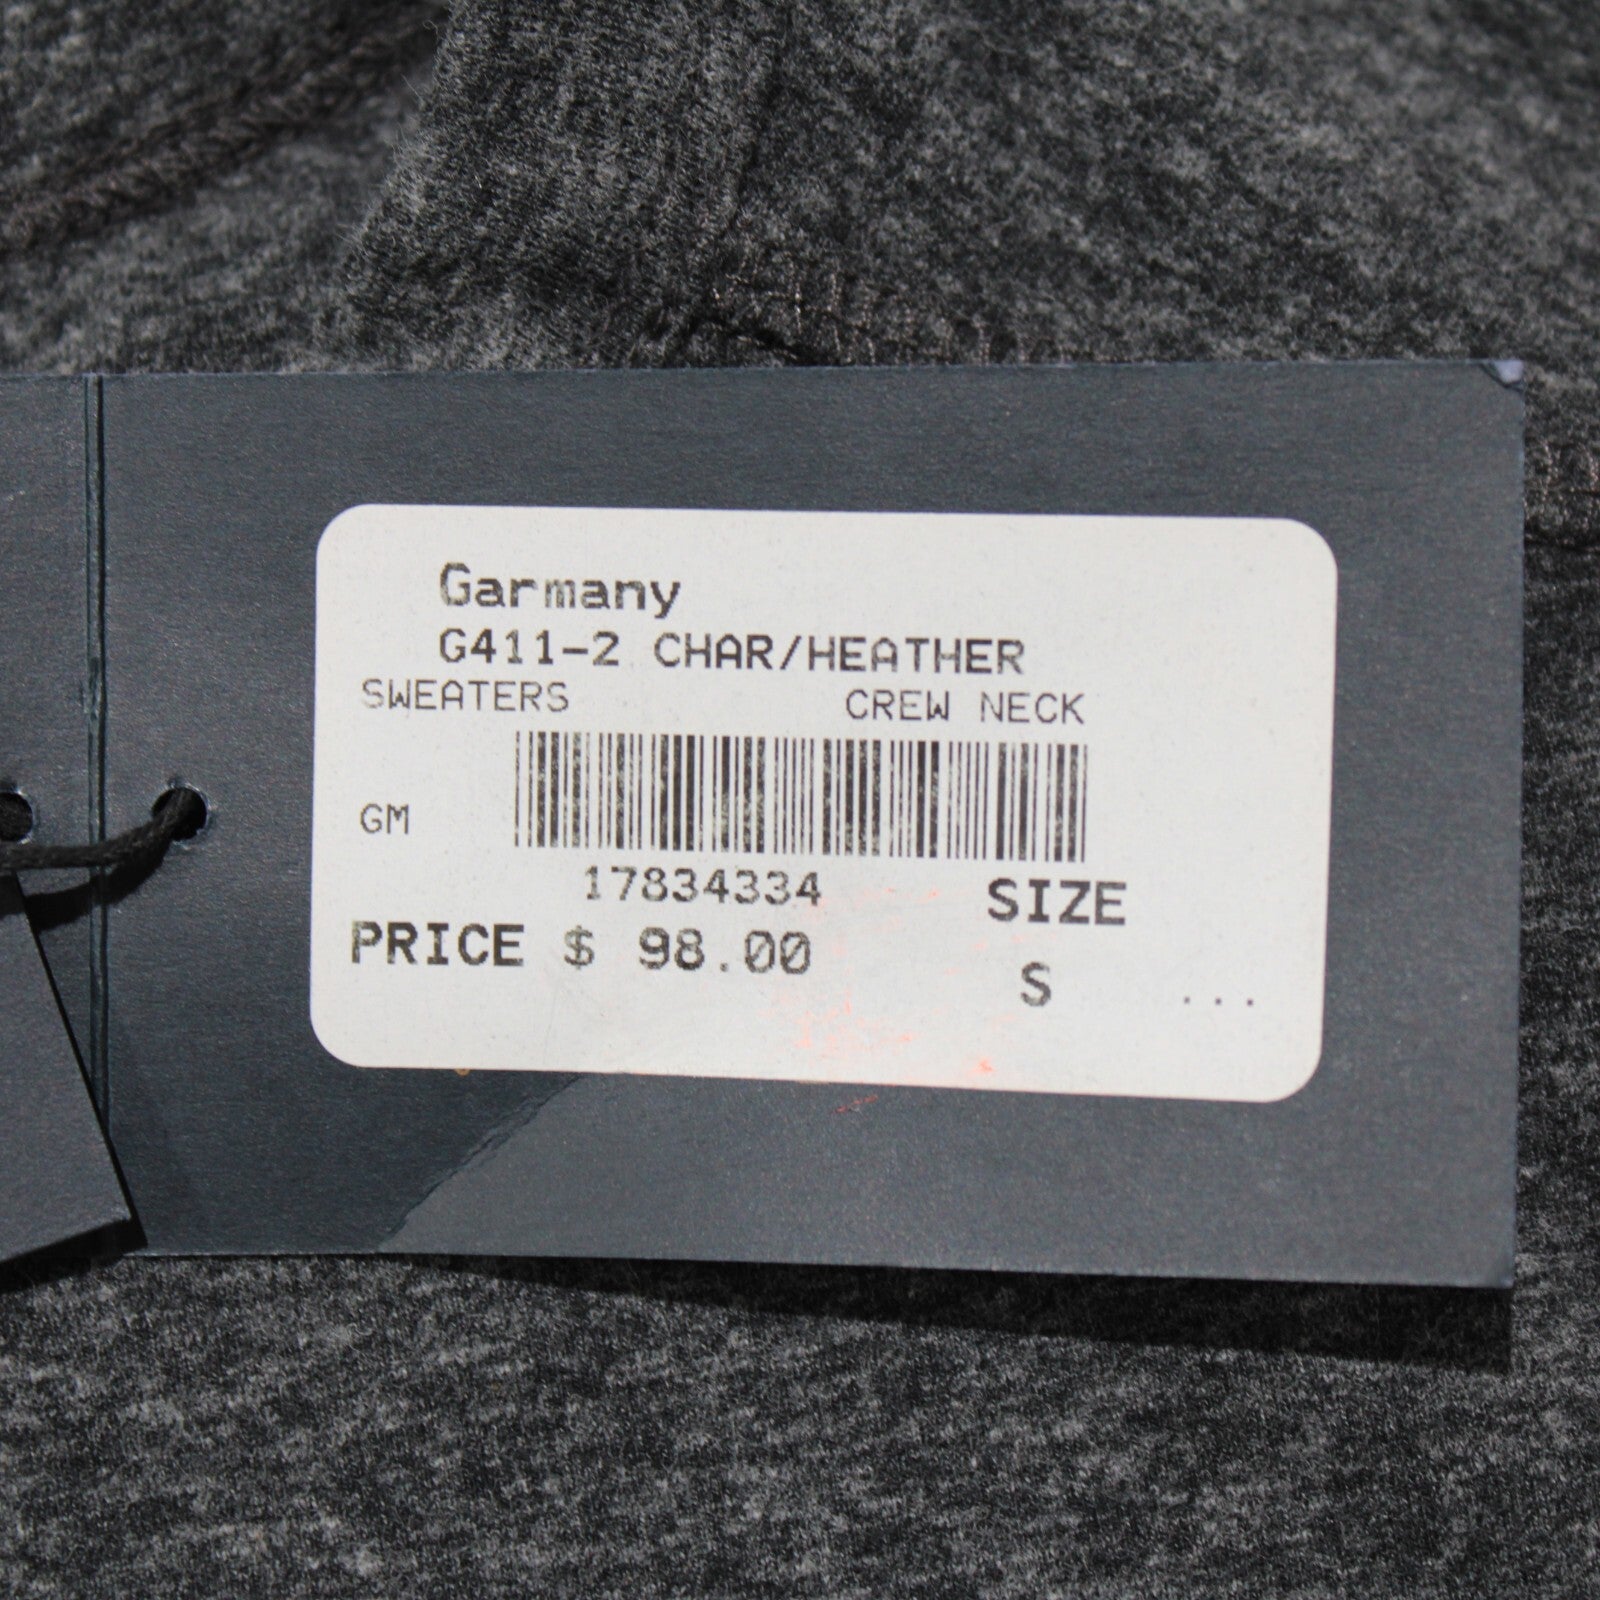 Garmany
G411-2 CHAR/HEATHER
SWEATERS CREW NECK
GM
17834334
SIZE
PRICE $ 98.00
S ...